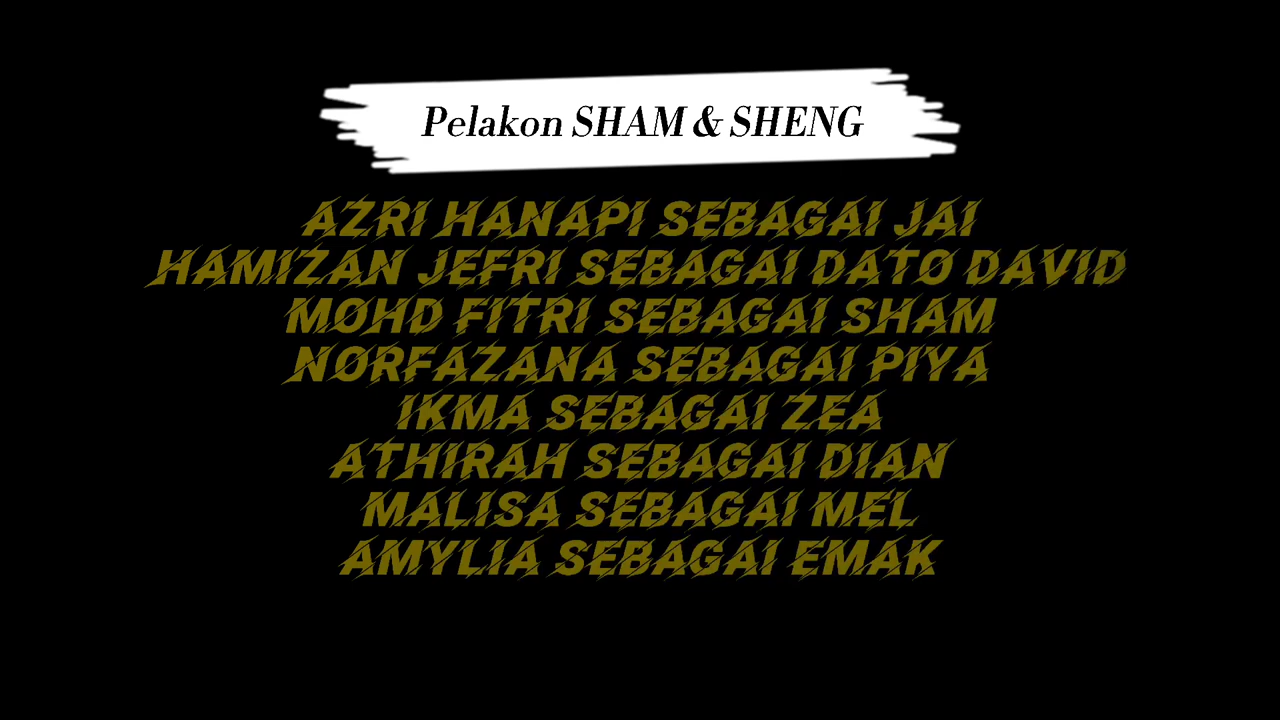 Pelakon SHAM & SHENG
AZRI HANAPI SEBAGAI JAI
HAMIZAN JEFRI SEBAGAI DATO DAVID
MOHD FITRI SEBAGAI SHAM
NORFAZANA SEBAGAI PIYA
IKMA SEBAGAI ZEA
ATHIRAH SEBAGAI DIAN
MALISA SEBAGAI MEL
AMYLIA SEBAGAI EMAK